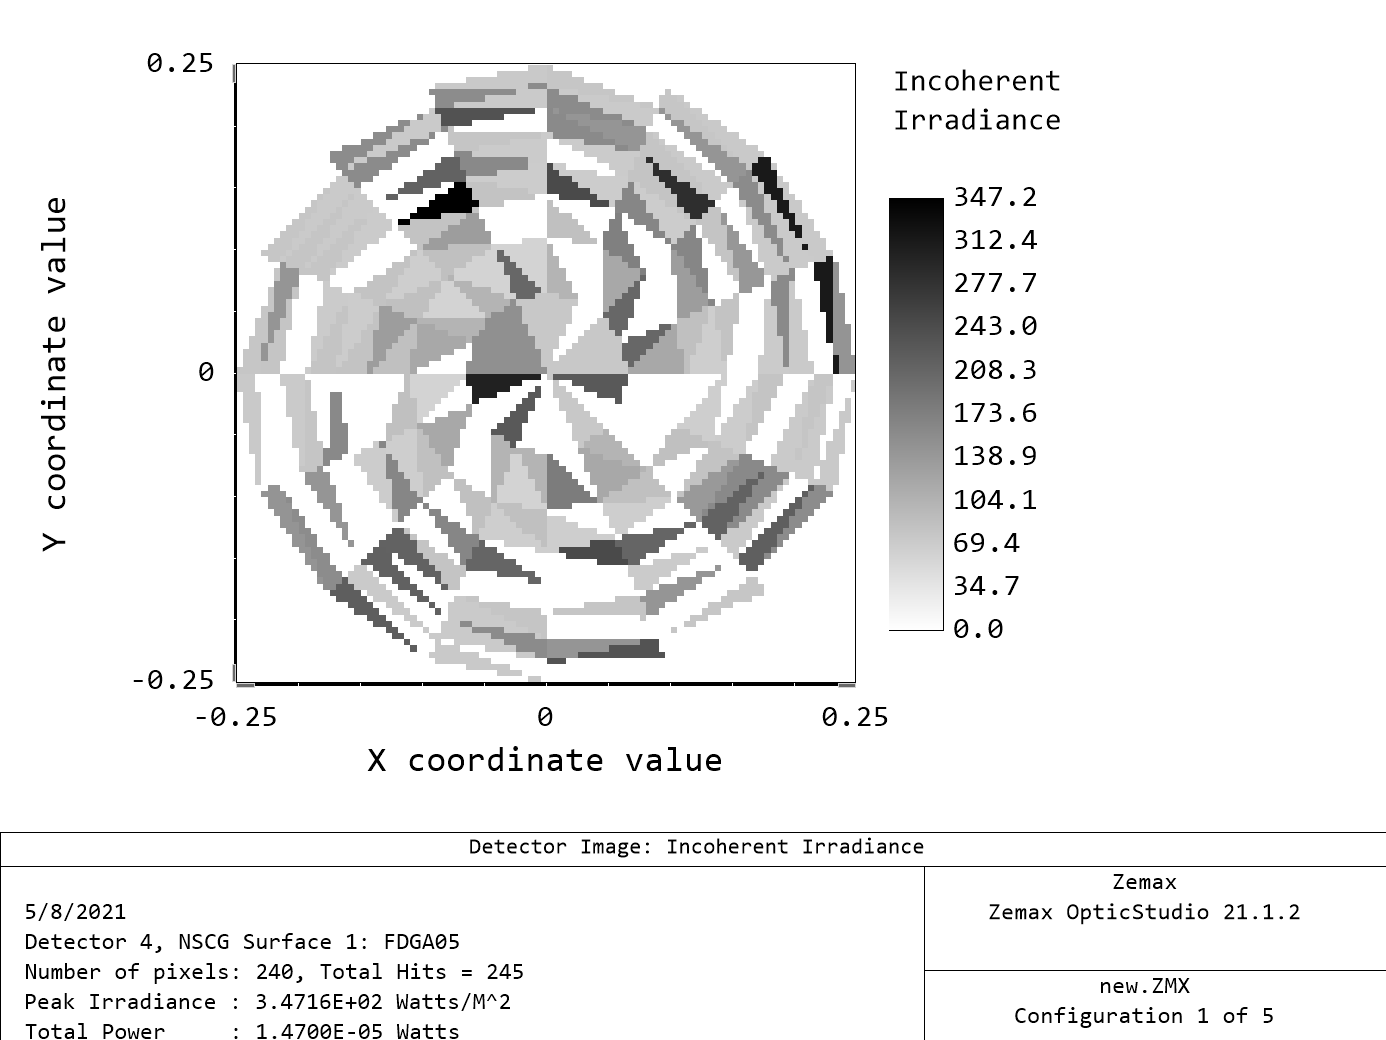 0.25
0
-0.25
Y coordinate value
-0.25
0
0.25
X coordinate value
Incoherent
Irradiance
347.2
312.4
277.7
243.0
208.3
173.6
138.9
104.1
69.4
34.7
0.0
Detector Image: Incoherent Irradiance
5/8/2021
Detector 4, NSCG Surface 1: FDGA05
Number of pixels: 240, Total Hits = 245
Peak Irradiance : 3.4716E+02 Watts/M^2
Total Power     : 1.4700E-05 Watts
Zemax
Zemax OpticStudio 21.1.2
new.ZMX
Configuration 1 of 5